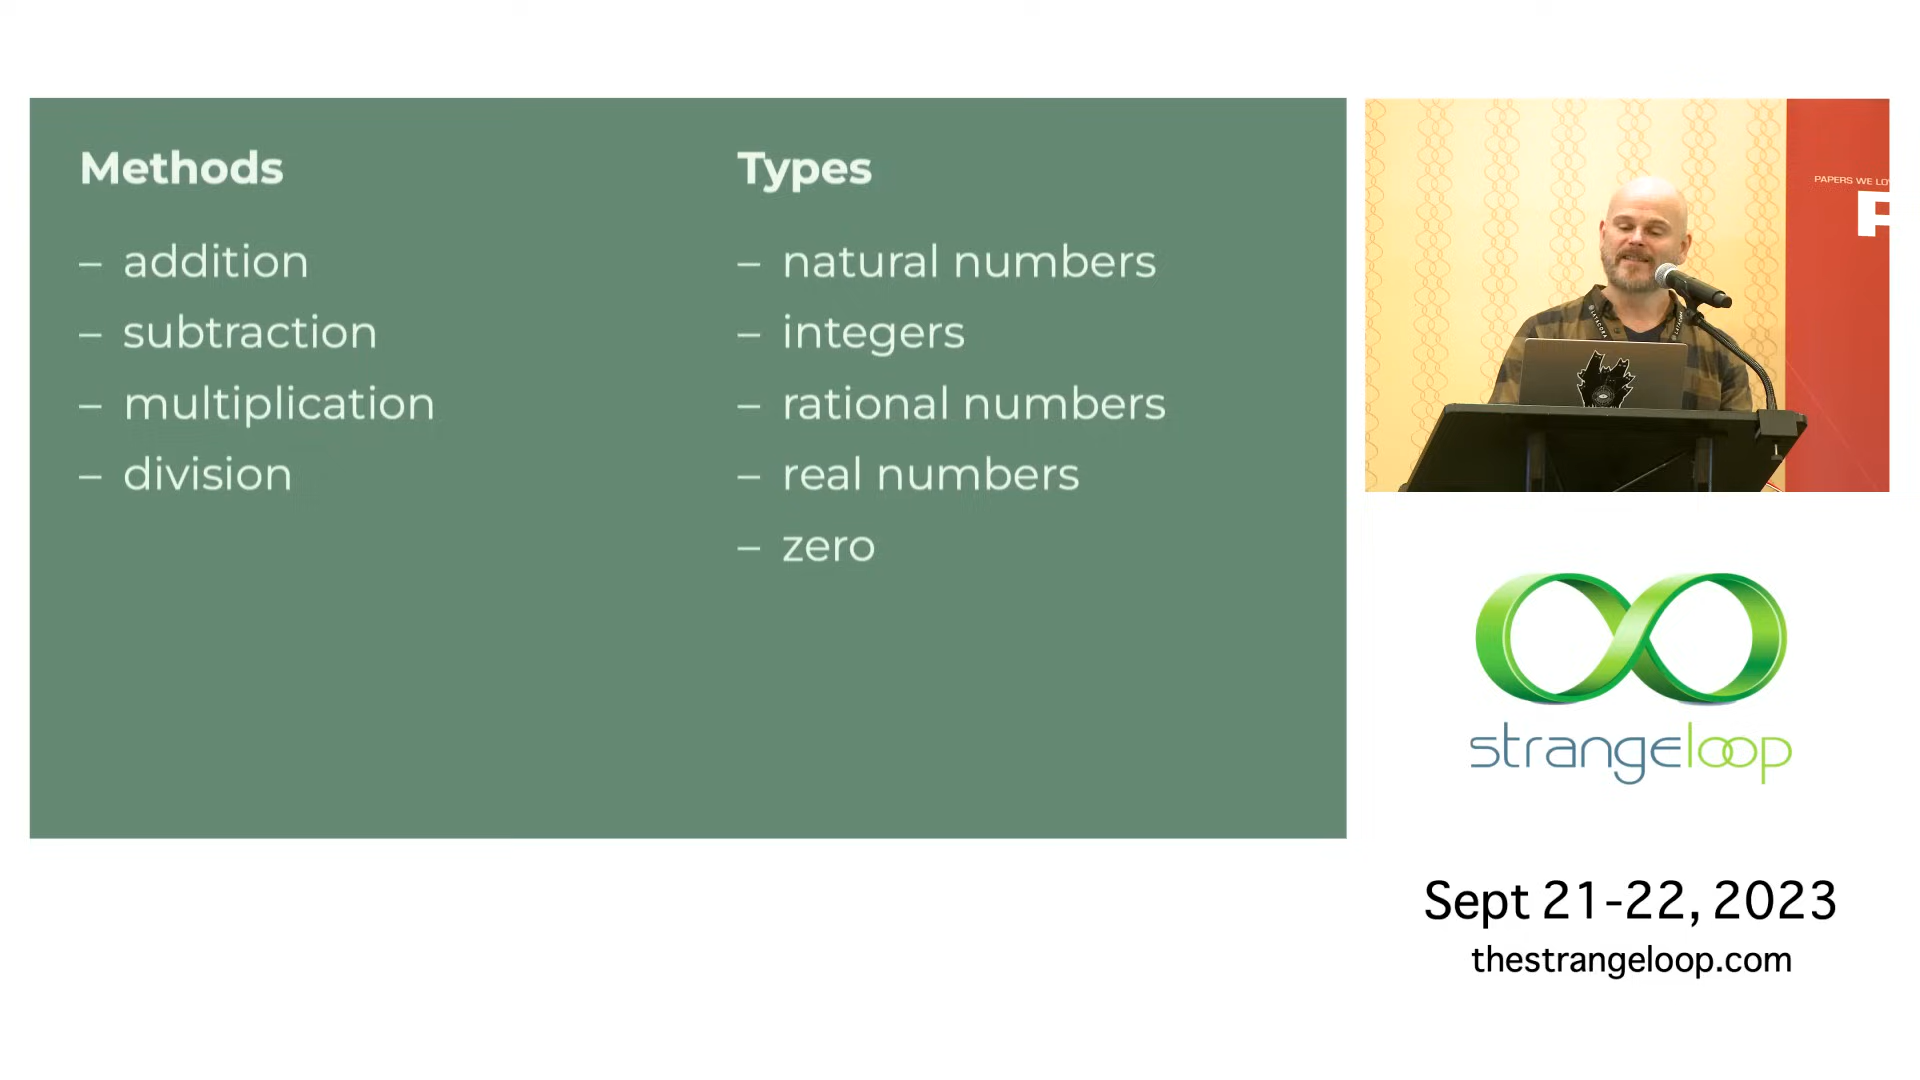 Methods
– addition
– subtraction
– multiplication
– division
Types
– natural numbers
– integers
– rational numbers
– real numbers
– zero
PAPERS WE LO
strangeloop
Sept 21-22, 2023
thestrangeloop.com